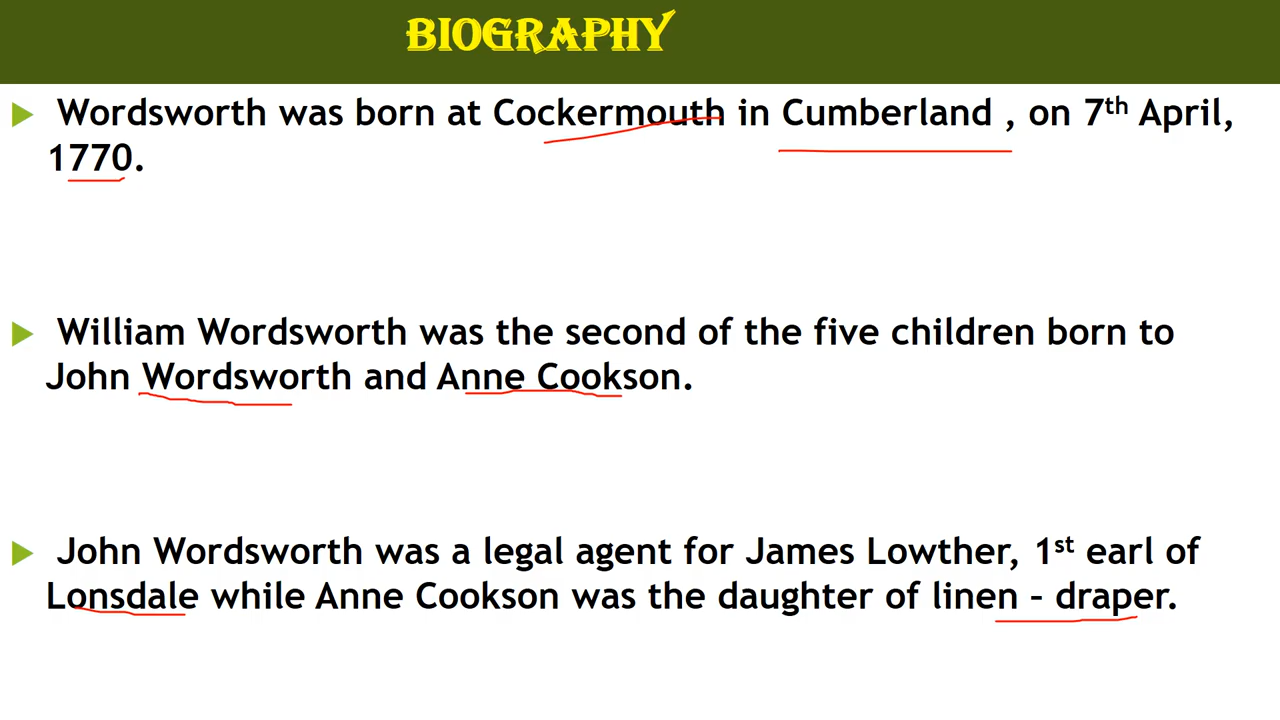 BIOGRAPHY
Wordsworth was born at Cockermouth in Cumberland , on 7th April,
1770.
William Wordsworth was the second of the five children born to
John Wordsworth and Anne Cookson.
John Wordsworth was a legal agent for James Lowther, 1st earl of
Lonsdale while Anne Cookson was the daughter of linen – draper.